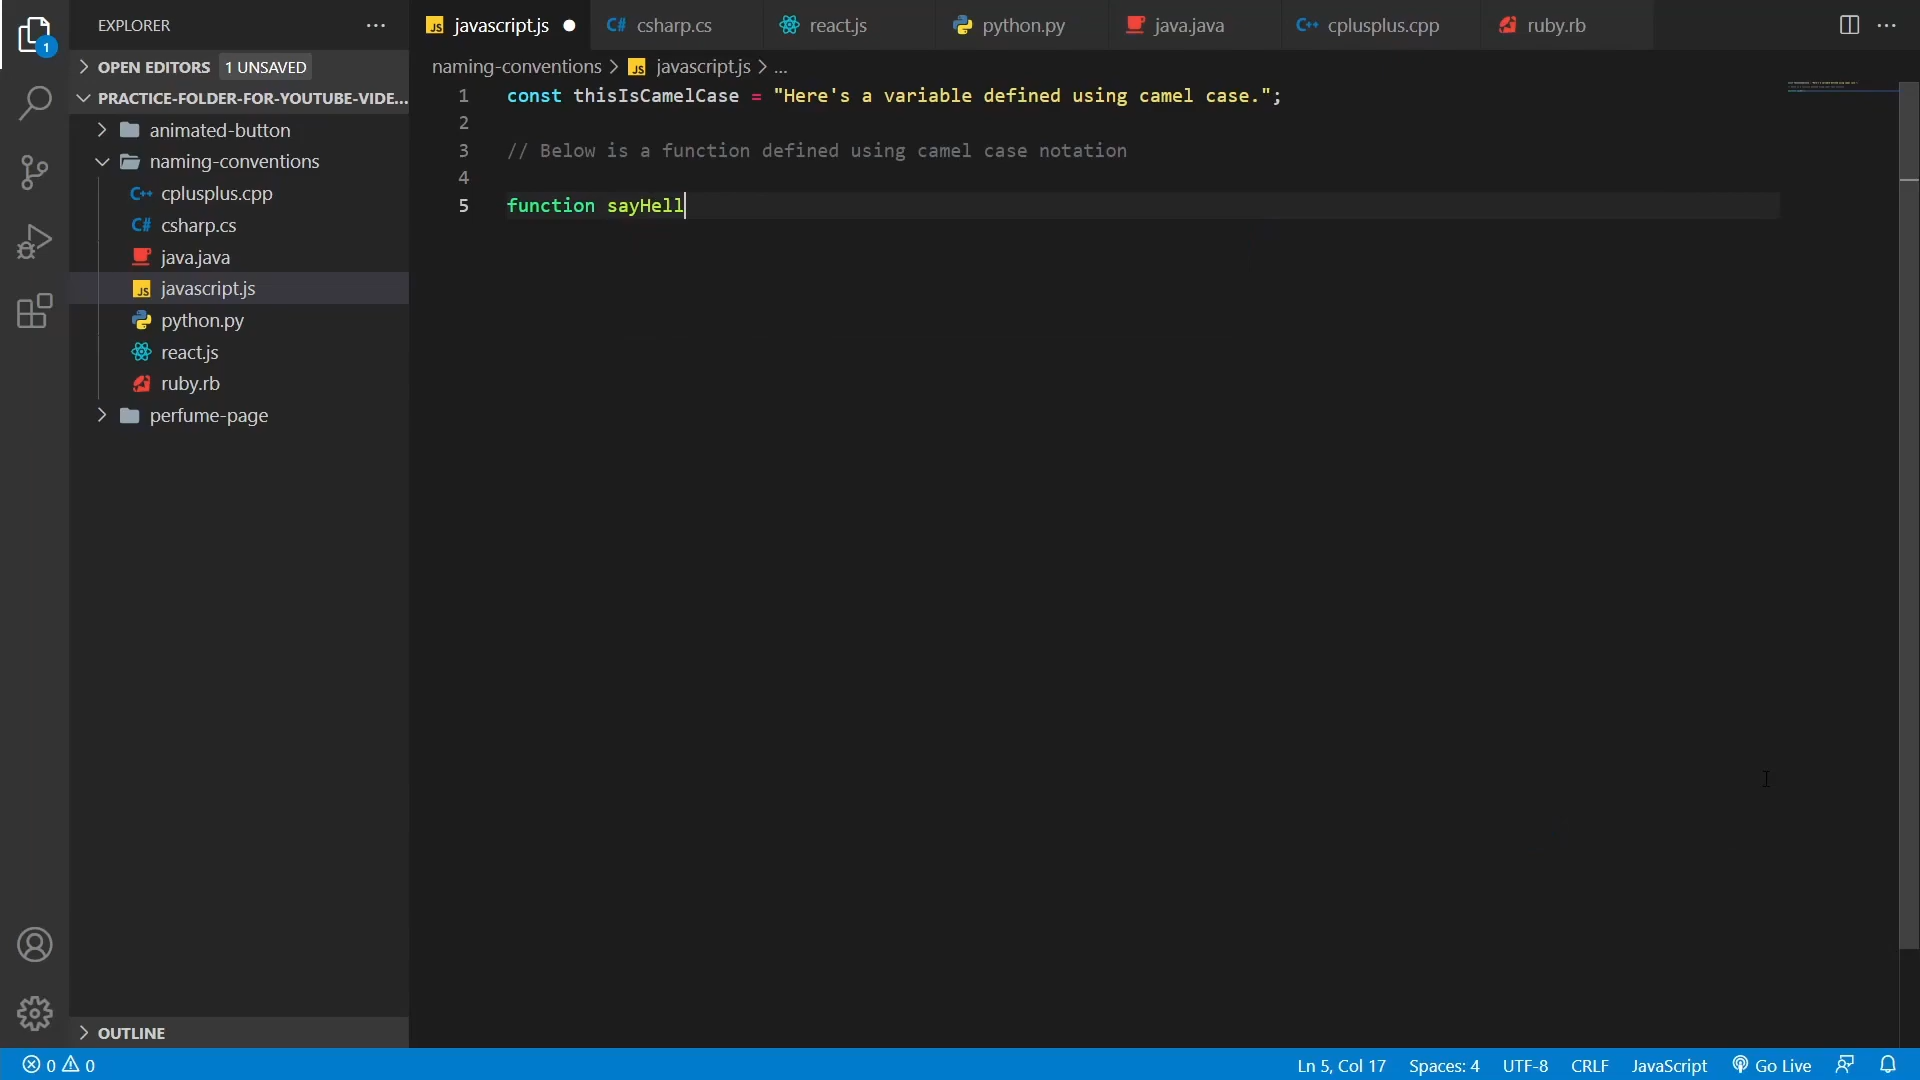 EXPLORER
1
OPEN EDITORS 1 UNSAVED
PRACTICE-FOLDER-FOR-YOUTUBE-VIDE...
animated-button
naming-conventions
cplusplus.cpp
csharp.cs
java.java
javascript.js
python.py
react.js
ruby.rb
perfume-page
OUTLINE
javascript.js csharp.cs react.js python.py java.java cplusplus.cpp ruby.rb
naming-conventions > javascript.js > ...
1 const thisIsCamelCase = "Here's a variable defined using camel case.";
2
3 // Below is a function defined using camel case notation
4
5 function sayHell
0 0 Ln 5, Col 17 Spaces: 4 UTF-8 CRLF JavaScript Go Live